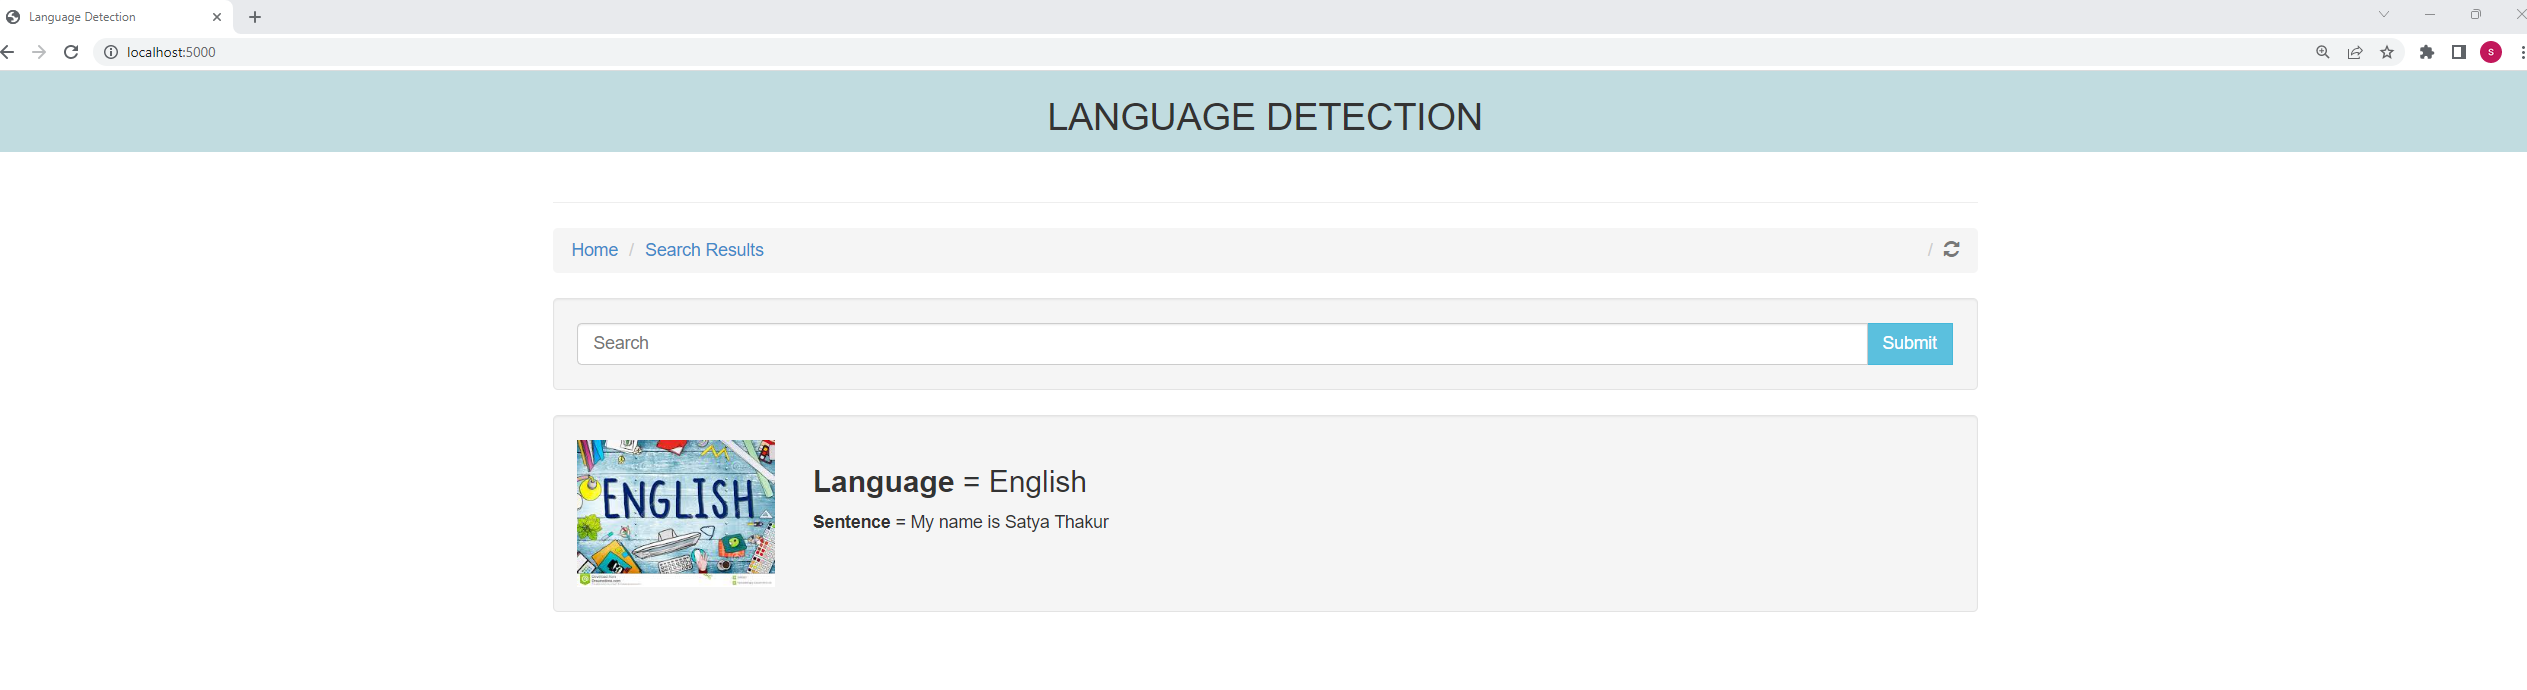 Language Detection
localhost:5000
S
LANGUAGE DETECTION
Home / Search Results /
Search Submit
ENGLISH
Language = English
Sentence = My name is Satya Thakur